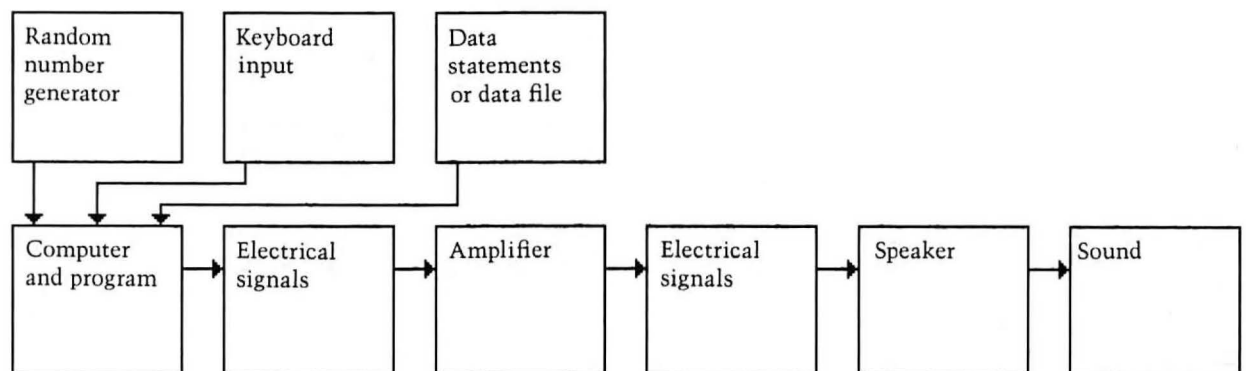 Random
number
generator
Keyboard
input
Data
statements
or data file
Computer
and program
Electrical
signals
Amplifier
Electrical
signals
Speaker
Sound